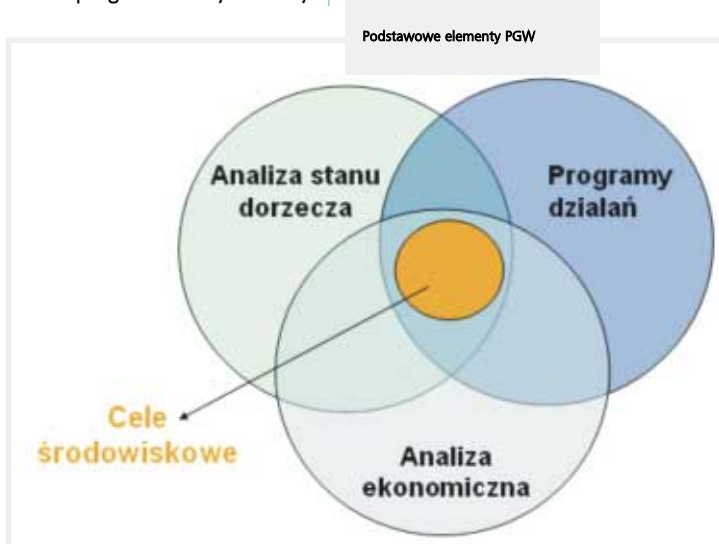 Podstawowe elementy PGW
Analiza stanu
dorzecza
Programy
działań
Cele
środowiskowe
Analiza
ekonomiczna